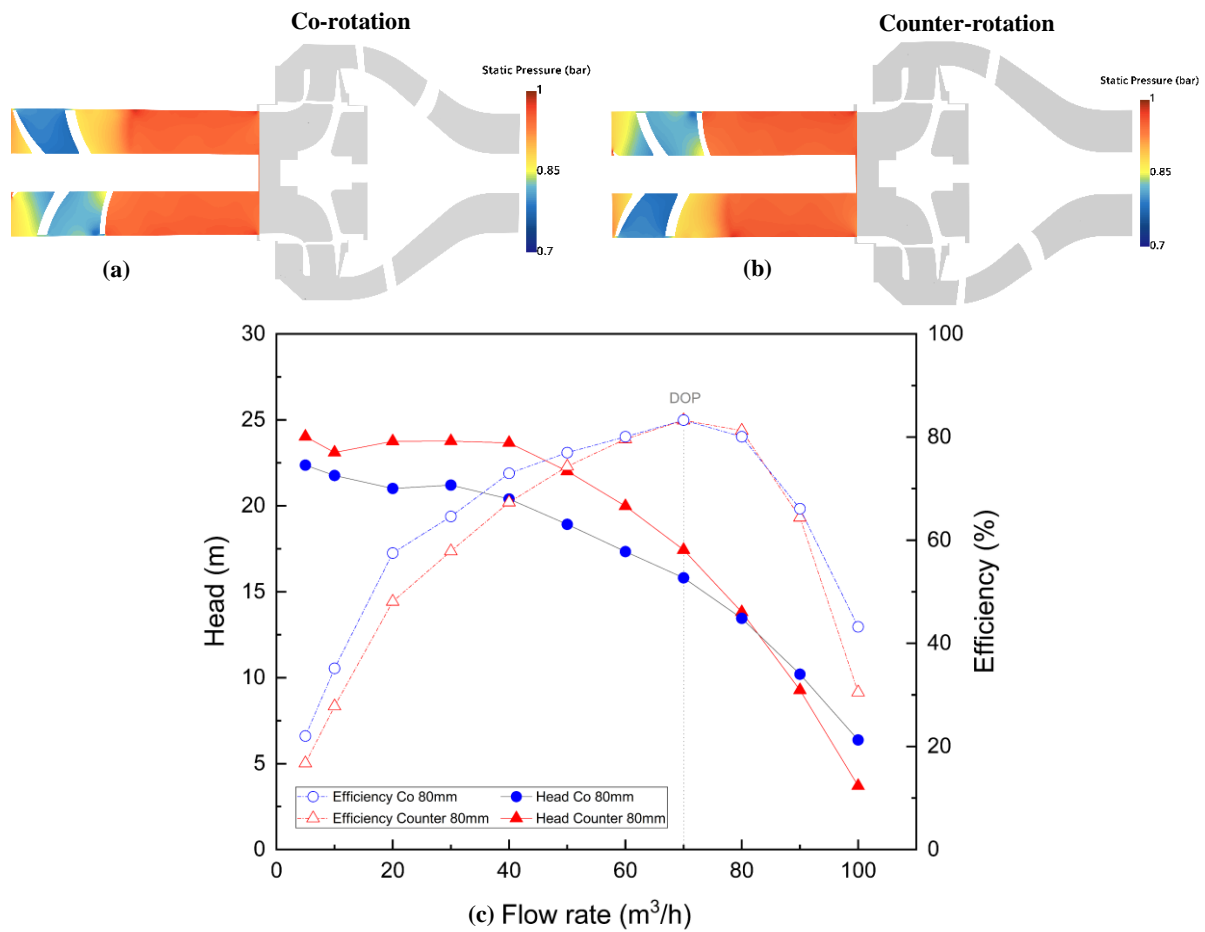 Co-rotation
Counter-rotation
Static Pressure (bar)
1
0.85
0.7
(a)
Static Pressure (bar)
1
0.85
0.7
(b)
30
25
20
15
10
5
0
Head (m)
DOP
100
80
60
40
20
0
Efficiency (%)
Efficiency Co 80mm
Head Co 80mm
Efficiency Counter 80mm
Head Counter 80mm
0 20 40 60 80 100
(c) Flow rate (m³/h)